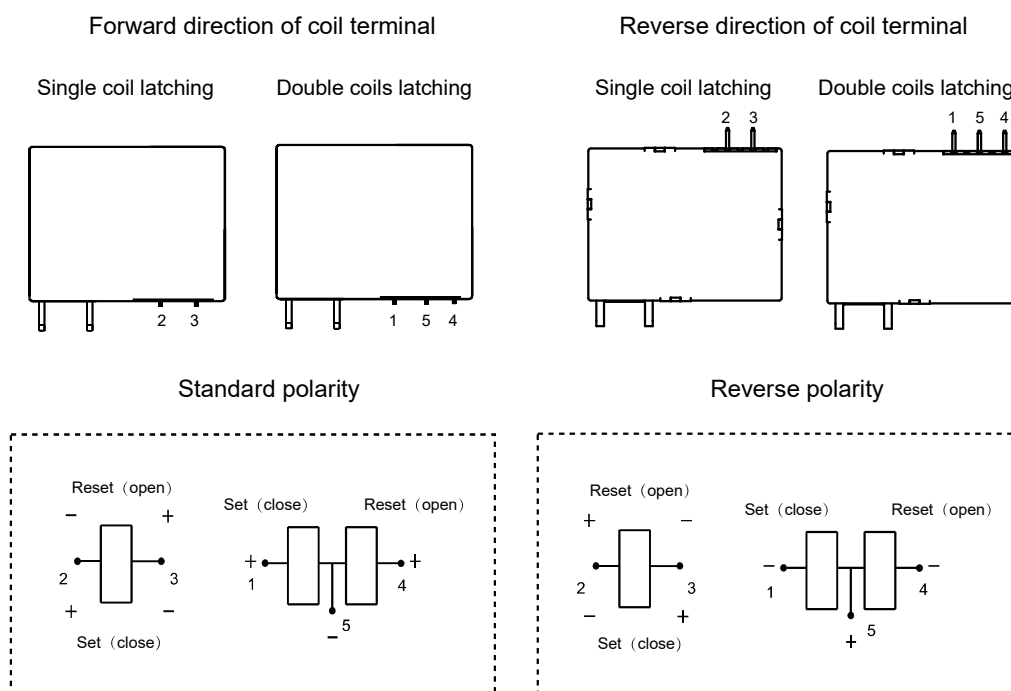 Forward direction of coil terminal
Reverse direction of coil terminal
Single coil latching
Double coils latching
Single coil latching
Double coils latching
2 3
1 5 4
2 3
1 5 4
Standard polarity
Reverse polarity
Reset（open）
− +
2 3
+ −
Set（close）
Set（close）
Reset（open）
+ +
1 4
5
−
Reset（open）
+ −
2 3
− +
Set（close）
Set（close）
Reset（open）
− −
1 4
5
+